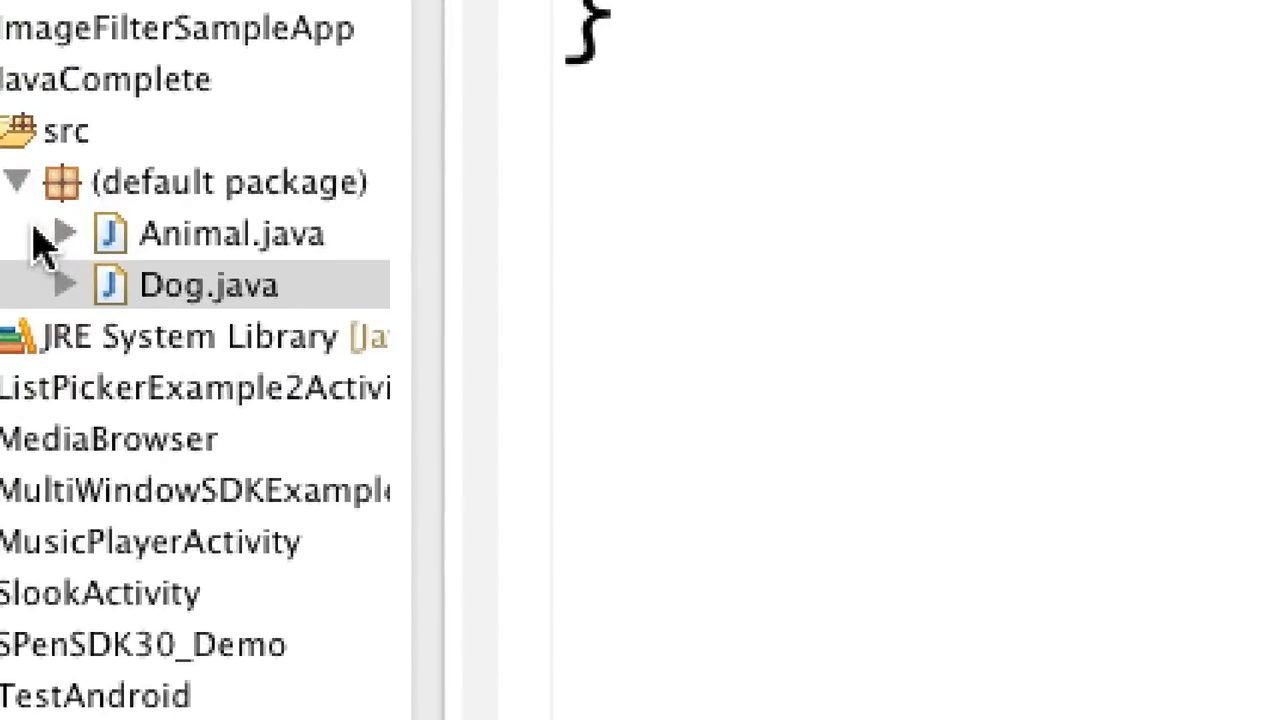 ImageFilterSampleApp
JavaComplete
src
(default package)
Animal.java
Dog.java
JRE System Library [Ja
ListPickerExample2Activi
MediaBrowser
MultiWindowSDKExample
MusicPlayerActivity
SlookActivity
SPenSDK30_Demo
TestAndroid
}